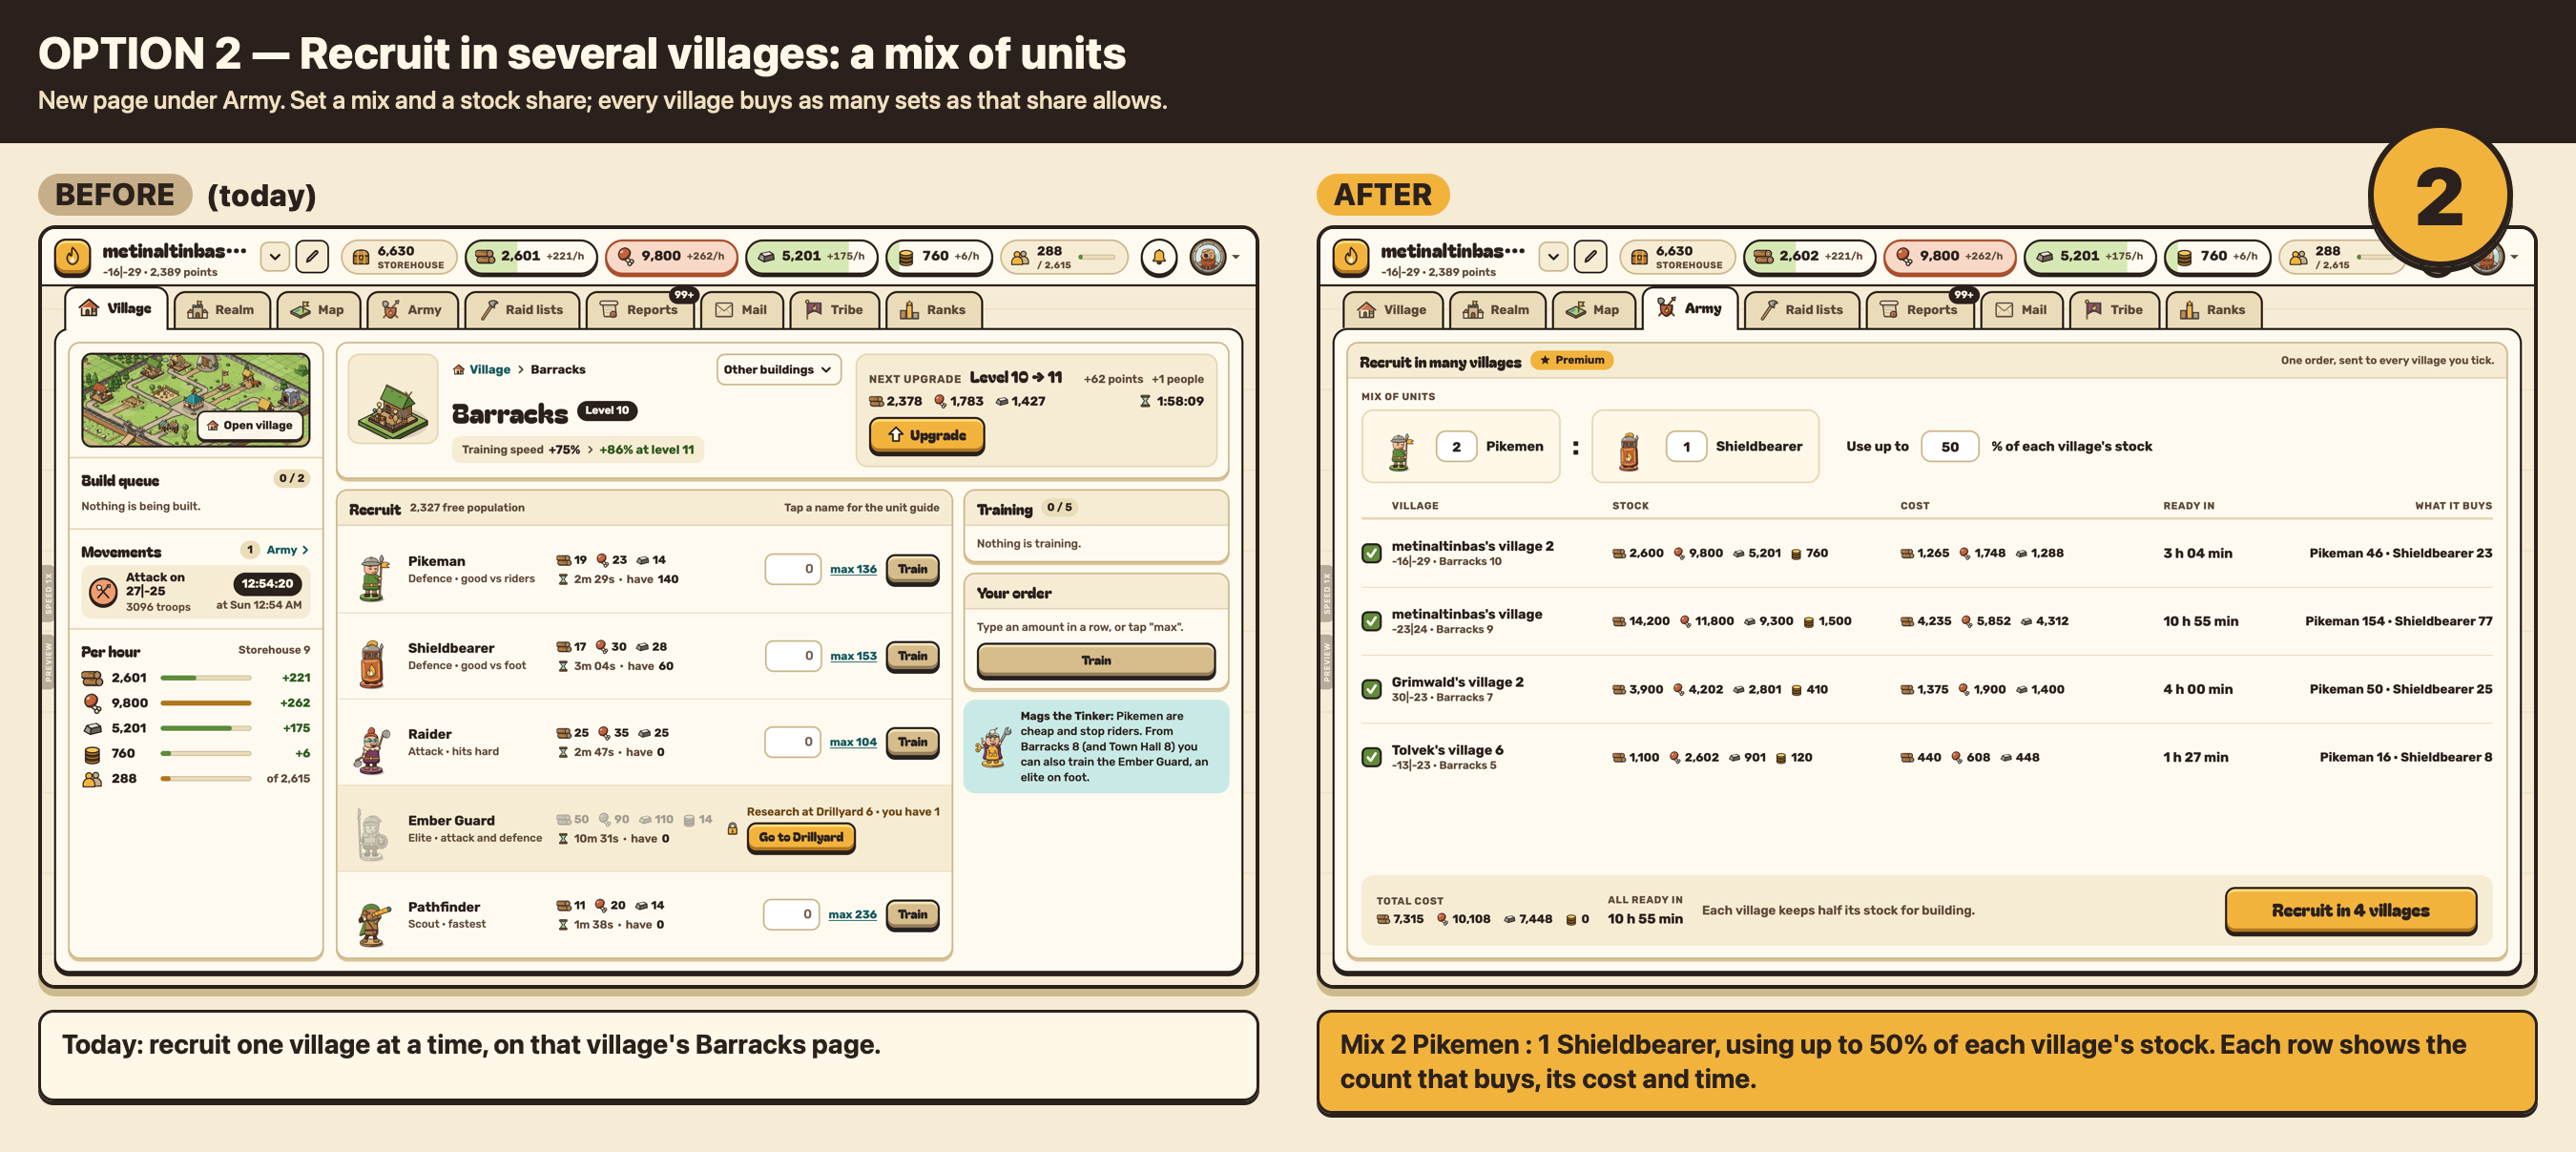 OPTION 2 — Recruit in several villages: a mix of units
New page under Army. Set a mix and a stock share; every village buys as many sets as that share allows.
BEFORE (today)
metinaltinbas•••
-16|-29 • 2,389 points
6,630
STOREHOUSE
2,601 +221/h
9,800 +262/h
5,201 +175/h
760 +6/h
288
/ 2,615
Village
Realm
Map
Army
Raid lists
Reports
99+
Mail
Tribe
Ranks
SPEED 1X
PREVIEW
Open village
Build queue 0 / 2
Nothing is being built.
Movements 1 Army >
Attack on
27|-25
3096 troops
12:54:20
at Sun 12:54 AM
Per hour Storehouse 9
2,601 +221
9,800 +262
5,201 +175
760 +6
288 of 2,615
Village > Barracks
Other buildings
Barracks Level 10
Training speed +75% > +86% at level 11
NEXT UPGRADE Level 10 → 11 +62 points +1 people
2,378 1,783 1,427 1:58:09
Upgrade
Recruit 2,327 free population Tap a name for the unit guide
Pikeman 19 23 14
Defence • good vs riders 2m 29s • have 140
0 max 136 Train
Shieldbearer 17 30 28
Defence • good vs foot 3m 04s • have 60
0 max 153 Train
Raider 25 35 25
Attack • hits hard 2m 47s • have 0
0 max 104 Train
Ember Guard 50 90 110 14
Elite • attack and defence 10m 31s • have 0
Research at Drillyard 6 • you have 1
Go to Drillyard
Pathfinder 11 20 14
Scout • fastest 1m 38s • have 0
0 max 236 Train
Training 0 / 5
Nothing is training.
Your order
Type an amount in a row, or tap "max".
Train
Mags the Tinker: Pikemen are
cheap and stop riders. From
Barracks 8 (and Town Hall 8) you
can also train the Ember Guard, an
elite on foot.
Today: recruit one village at a time, on that village's Barracks page.
AFTER
2
metinaltinbas•••
-16|-29 • 2,389 points
6,630
STOREHOUSE
2,602 +221/h
9,800 +262/h
5,201 +175/h
760 +6/h
288
/ 2,615
Village
Realm
Map
Army
Raid lists
Reports
99+
Mail
Tribe
Ranks
SPEED 1X
PREVIEW
Recruit in many villages ★ Premium One order, sent to every village you tick.
MIX OF UNITS
2 Pikemen : 1 Shieldbearer Use up to 50 % of each village's stock
VILLAGE STOCK COST READY IN WHAT IT BUYS
metinaltinbas's village 2
-16|-29 • Barracks 10
2,600 9,800 5,201 760 1,265 1,748 1,288 3 h 04 min Pikeman 46 • Shieldbearer 23
metinaltinbas's village
-23|24 • Barracks 9
14,200 11,800 9,300 1,500 4,235 5,852 4,312 10 h 55 min Pikeman 154 • Shieldbearer 77
Grimwald's village 2
30|-23 • Barracks 7
3,900 4,202 2,801 410 1,375 1,900 1,400 4 h 00 min Pikeman 50 • Shieldbearer 25
Tolvek's village 6
-13|-23 • Barracks 5
1,100 2,602 901 120 440 608 448 1 h 27 min Pikeman 16 • Shieldbearer 8
TOTAL COST
7,315 10,108 7,448 0
ALL READY IN
10 h 55 min
Each village keeps half its stock for building.
Recruit in 4 villages
Mix 2 Pikemen : 1 Shieldbearer, using up to 50% of each village's stock. Each row shows the
count that buys, its cost and time.